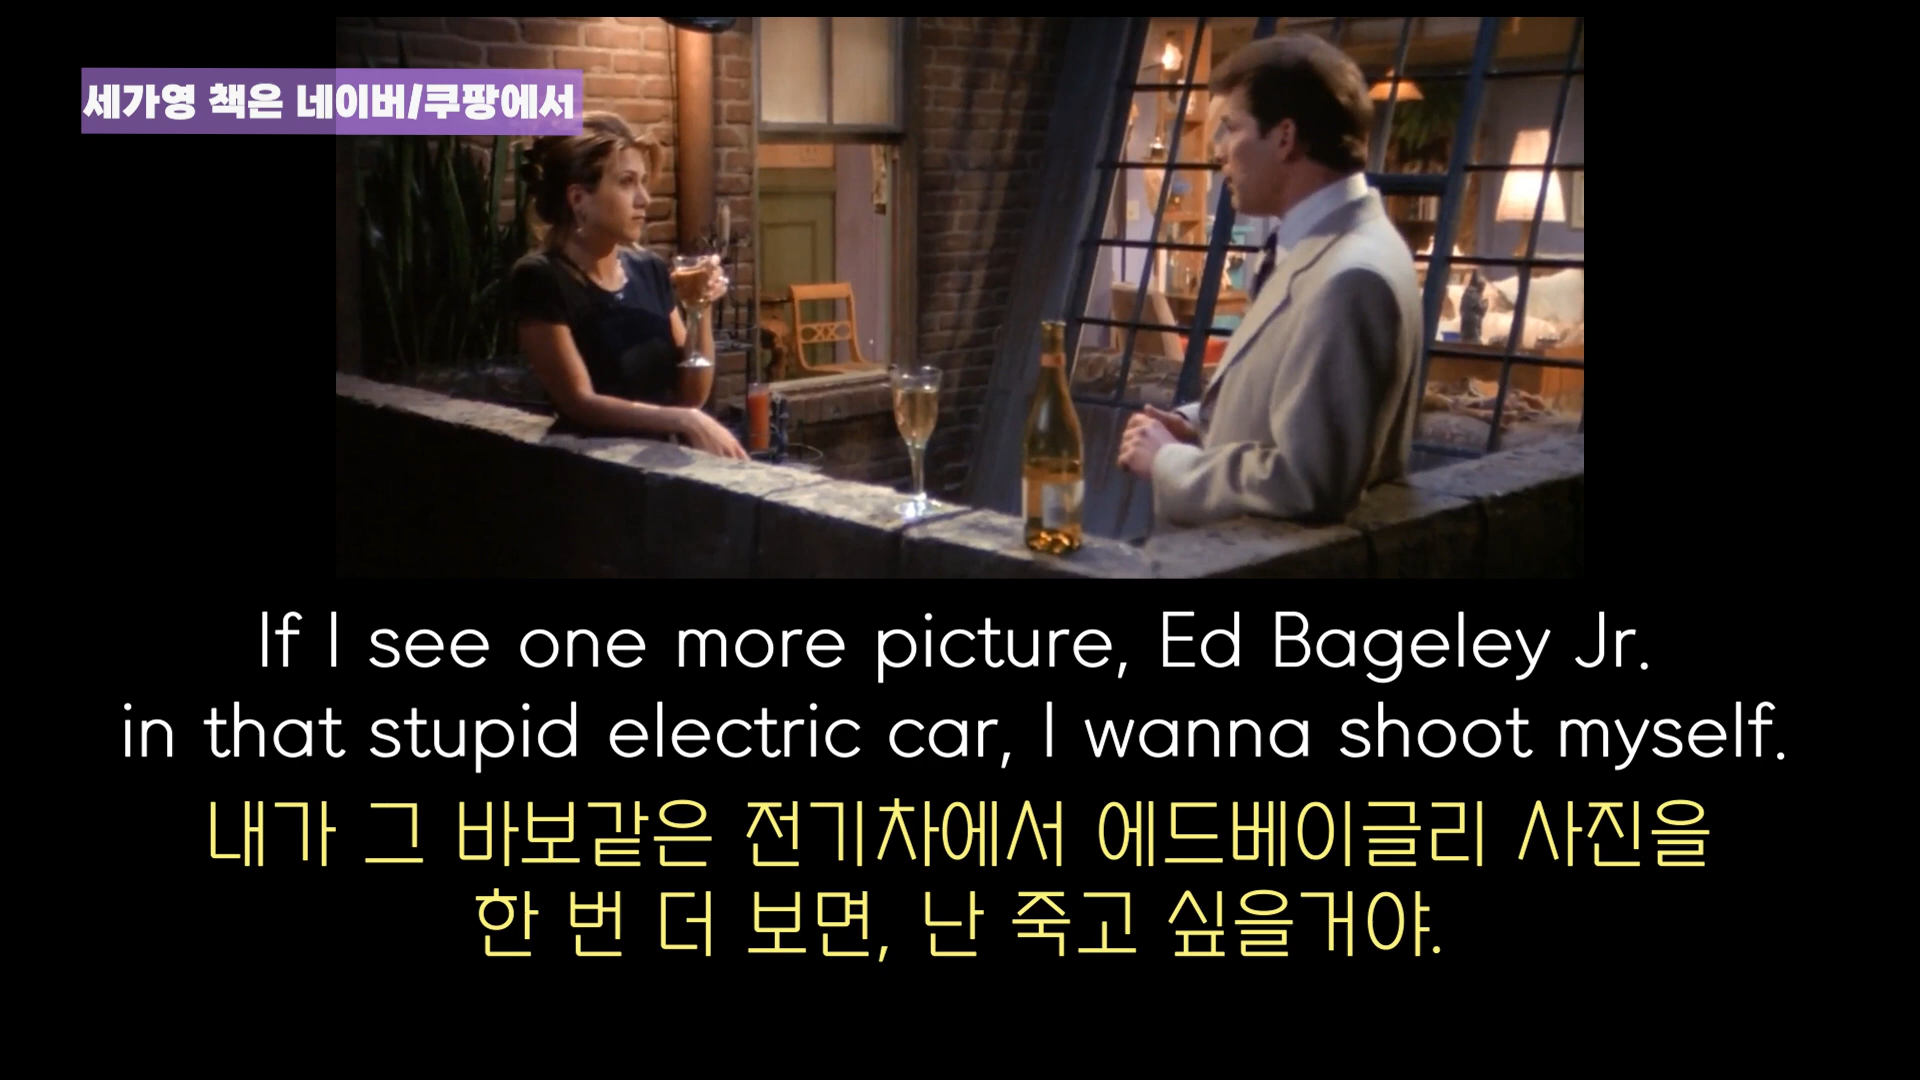 세가영 책은 네이버/쿠팡에서
If I see one more picture, Ed Bageley Jr.
in that stupid electric car, I wanna shoot myself.
내가 그 바보같은 전기차에서 에드베이글리 사진을
한 번 더 보면, 난 죽고 싶을거야.